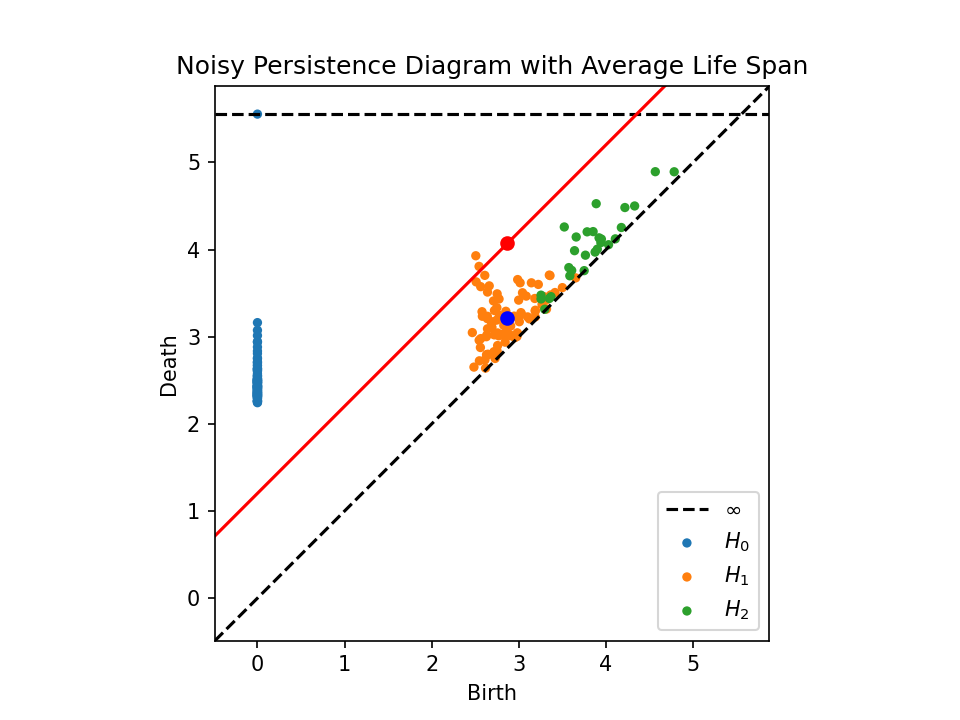 Noisy Persistence Diagram with Average Life Span
Death
5
4
3
2
1
0
0 1 2 3 4 5
Birth
∞
H₀
H₁
H₂